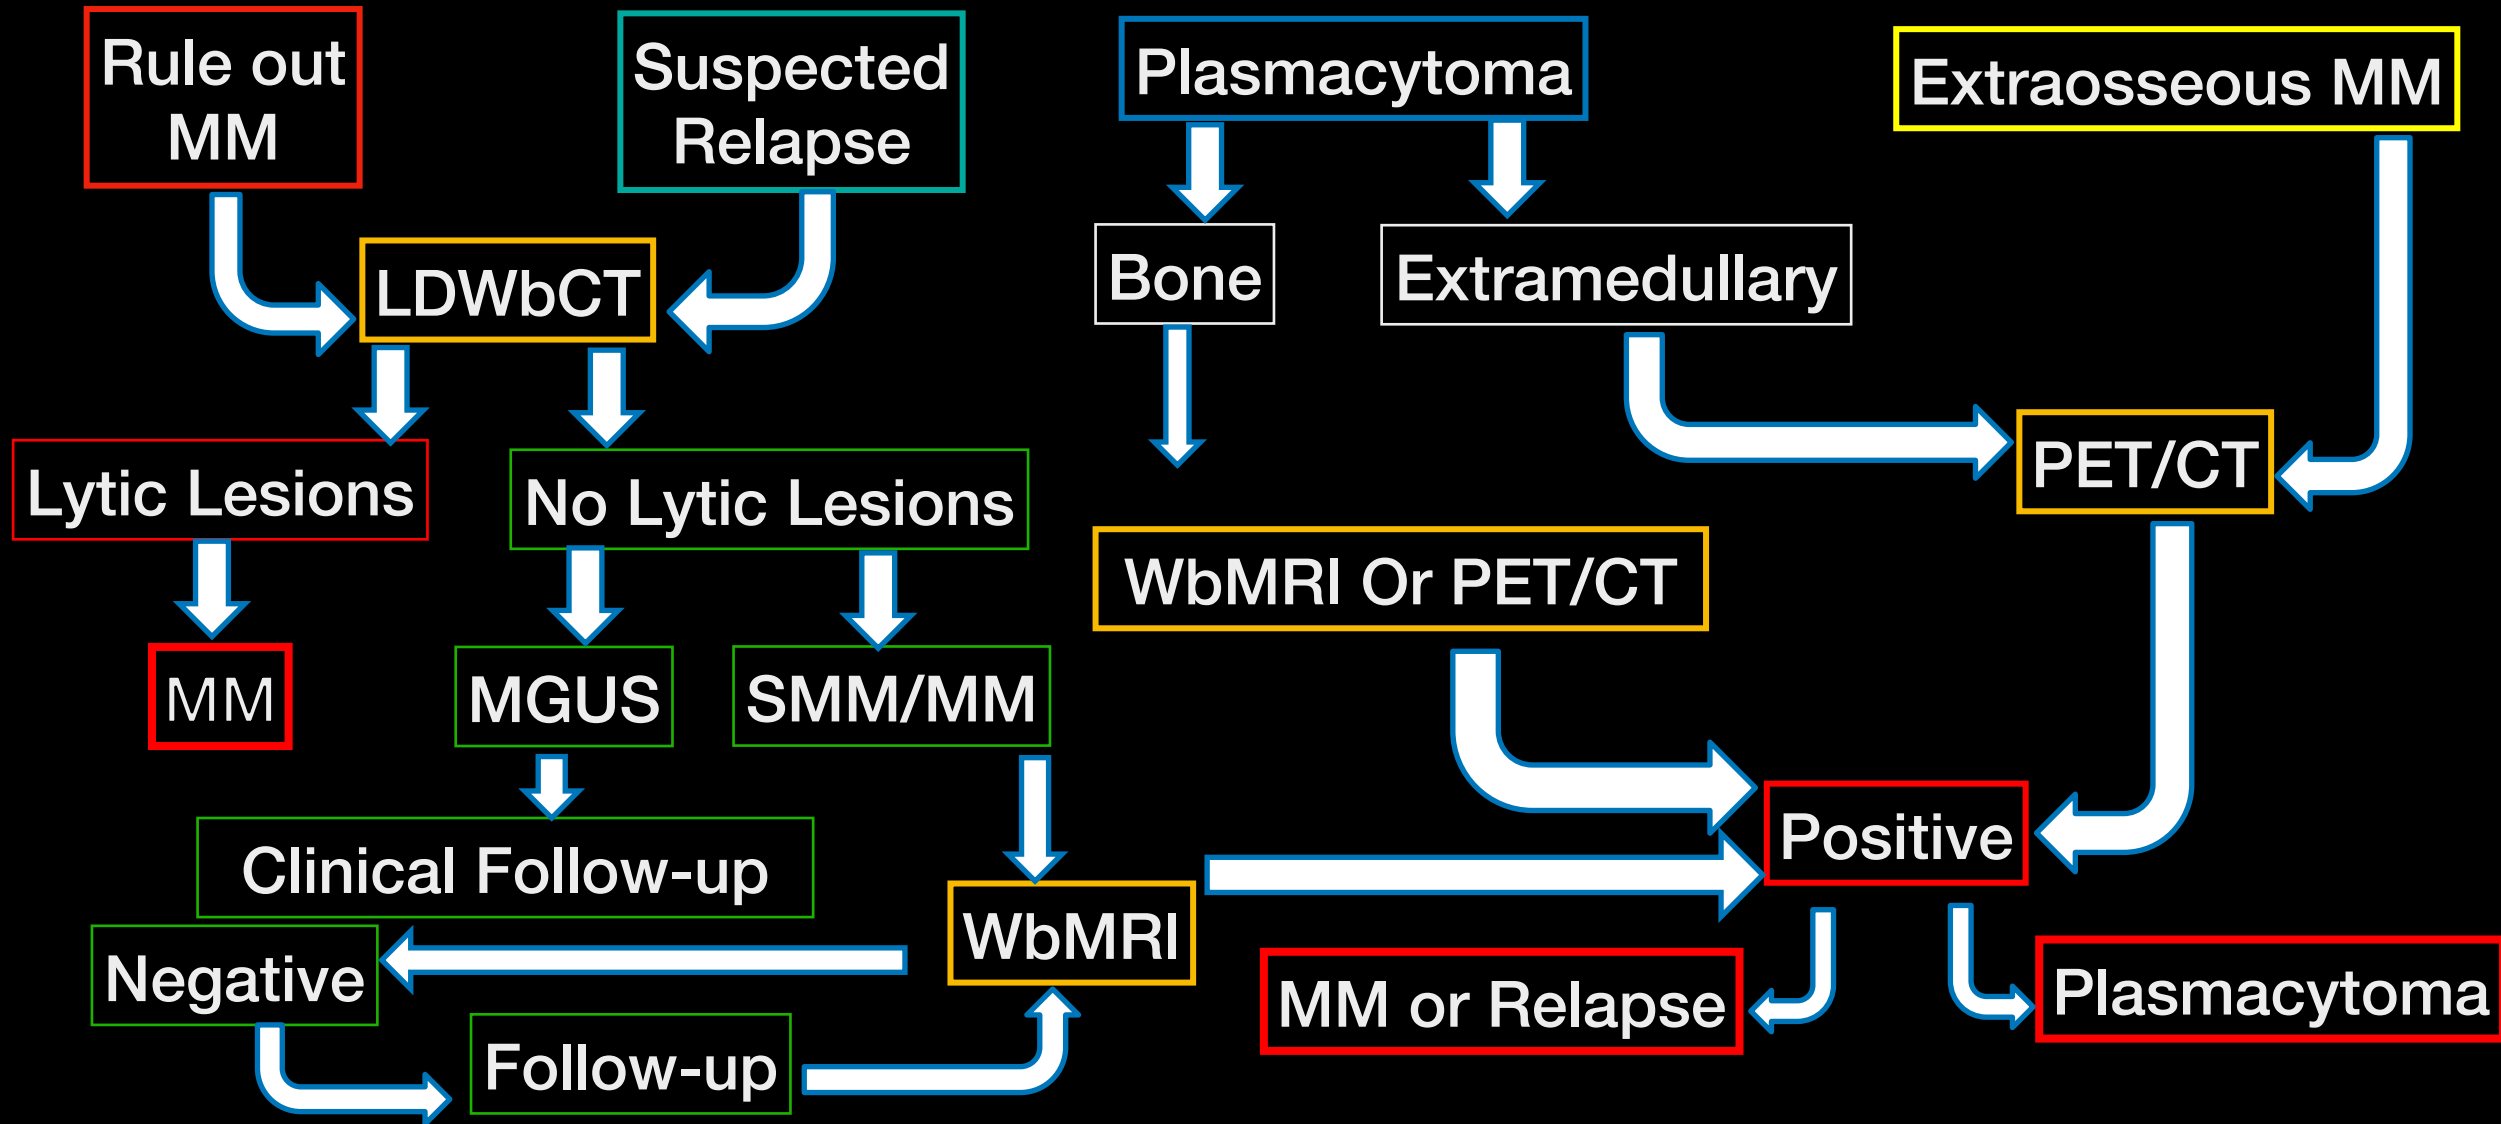 Rule out
MM
Suspected
Relapse
Plasmacytoma
Extraosseous MM
LDWbCT
Bone
Extramedullary
Lytic Lesions
No Lytic Lesions
PET/CT
WbMRI Or PET/CT
MM
MGUS
SMM/MM
Clinical Follow-up
Positive
WbMRI
Negative
MM or Relapse
Plasmacytoma
Follow-up